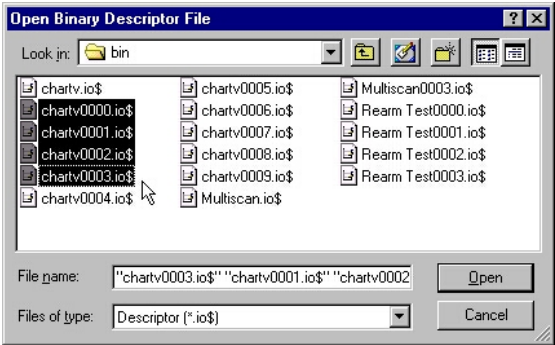 Open Binary Descriptor File
Look in: bin
chartv.io$
chartv0000.io$
chartv0001.io$
chartv0002.io$
chartv0003.io$
chartv0004.io$
chartv0005.io$
chartv0006.io$
chartv0007.io$
chartv0008.io$
chartv0009.io$
Multiscan.io$
Multiscan0003.io$
Rearm Test0000.io$
Rearm Test0001.io$
Rearm Test0002.io$
Rearm Test0003.io$
File name: "chartv0003.io$" "chartv0001.io$" "chartv0002
Open
Files of type: Descriptor (*.io$)
Cancel